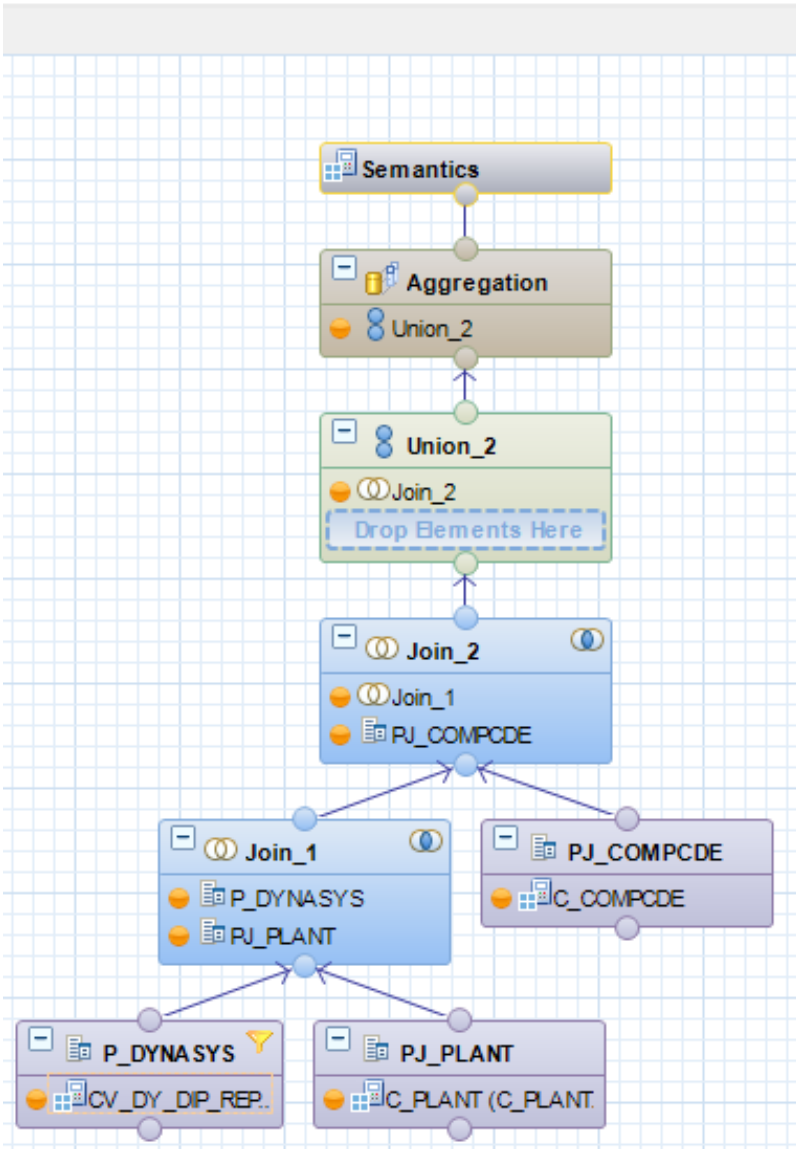 Semantics
Aggregation
Union_2
Union_2
Join_2
Drop Elements Here
Join_2
Join_1
PJ_COMPCDE
Join_1
P_DYNASYS
PJ_PLANT
PJ_COMPCDE
C_COMPCDE
P_DYNASYS
CV_DY_DIP_REP..
PJ_PLANT
C_PLANT (C_PLANT.